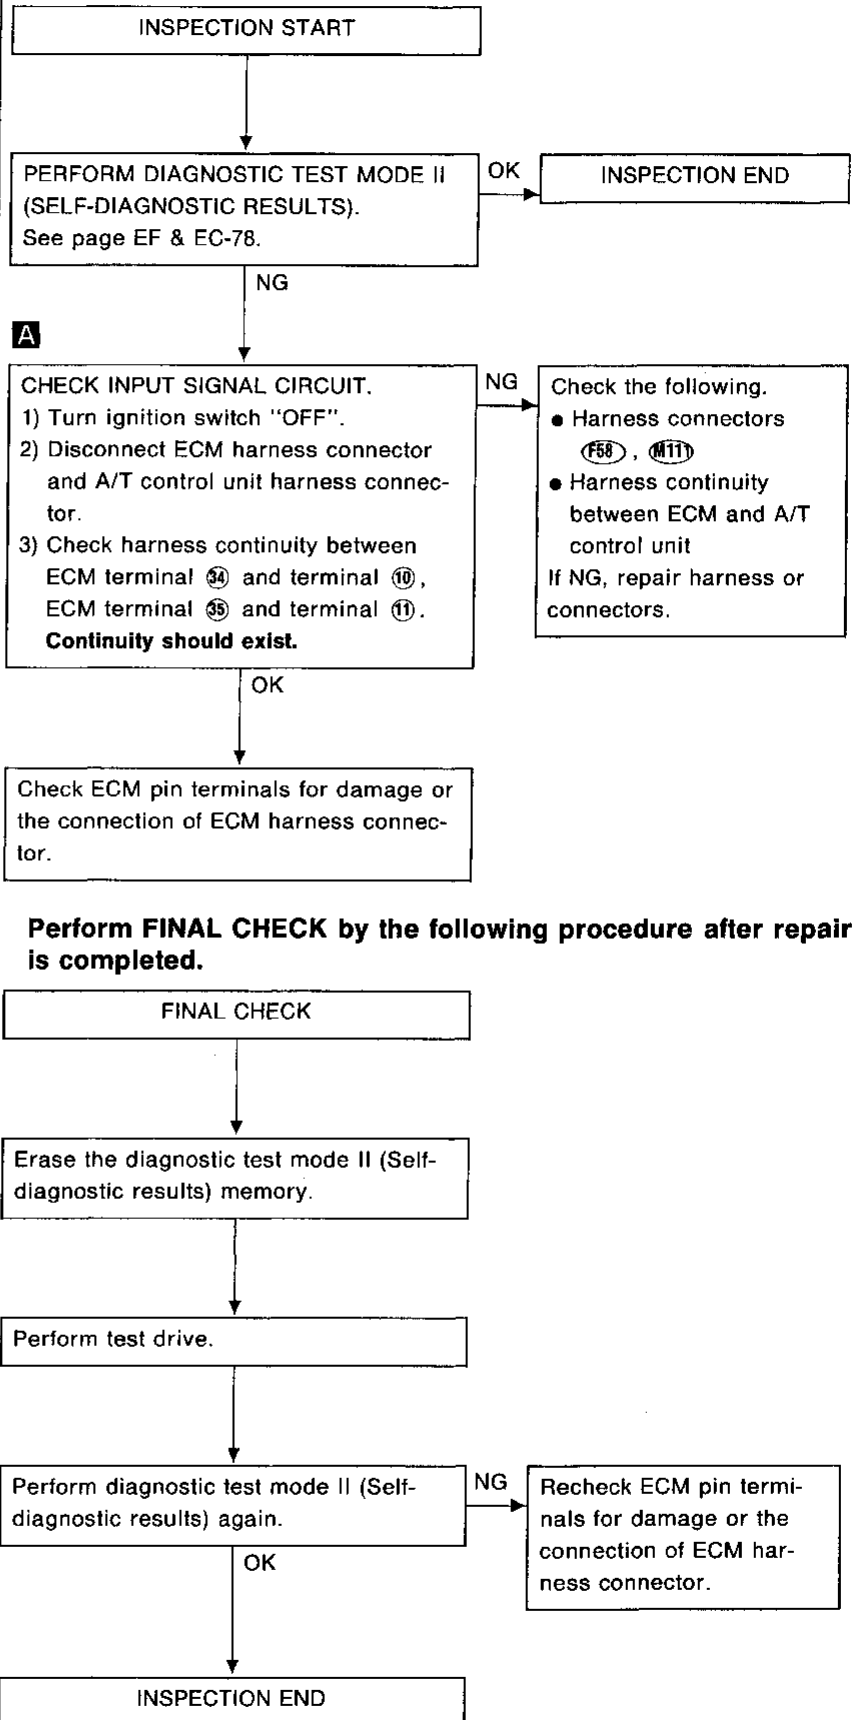 INSPECTION START
PERFORM DIAGNOSTIC TEST MODE II
(SELF-DIAGNOSTIC RESULTS).
See page EF & EC-78.
OK
INSPECTION END
NG
A
CHECK INPUT SIGNAL CIRCUIT.
1) Turn ignition switch "OFF".
2) Disconnect ECM harness connector
and A/T control unit harness connec-
tor.
3) Check harness continuity between
ECM terminal 34 and terminal 10,
ECM terminal 35 and terminal 11.
Continuity should exist.
NG
Check the following.
● Harness connectors
F58, M111
● Harness continuity
between ECM and A/T
control unit
If NG, repair harness or
connectors.
OK
Check ECM pin terminals for damage or
the connection of ECM harness connec-
tor.
Perform FINAL CHECK by the following procedure after repair
is completed.
FINAL CHECK
Erase the diagnostic test mode II (Self-
diagnostic results) memory.
Perform test drive.
Perform diagnostic test mode II (Self-
diagnostic results) again.
NG
Recheck ECM pin termi-
nals for damage or the
connection of ECM har-
ness connector.
OK
INSPECTION END